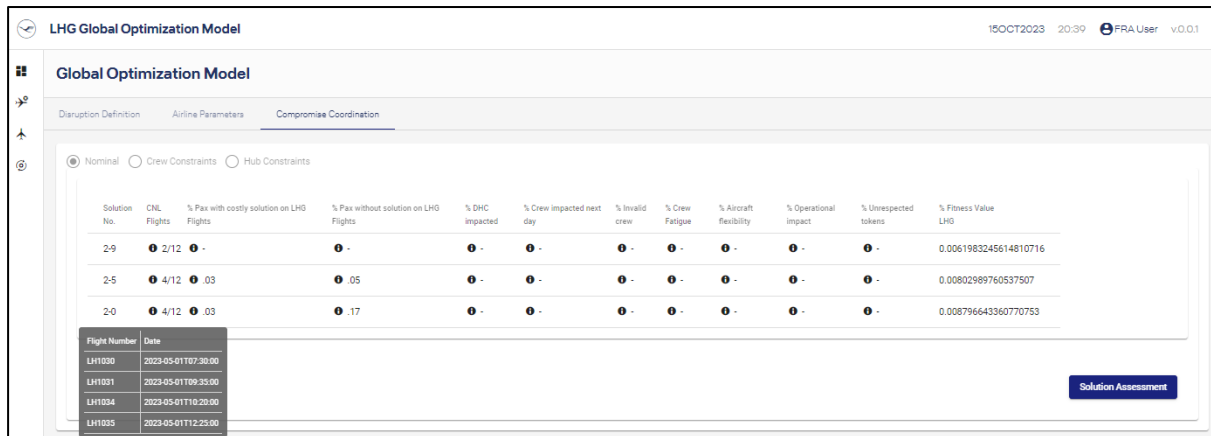 LHG Global Optimization Model 15OCT2023 20:39 FRA User v.0.0.1
Global Optimization Model
Disruption Definition Airline Parameters Compromise Coordination
Nominal Crew Constraints Hub Constraints
Solution CNL % Pax with costly solution on LHG % Pax without solution on LHG % DHC % Crew impacted next % Invalid % Crew % Aircraft % Operational % Unrespected % Fitness Value
No. Flights Flights Flights impacted day crew Fatigue flexibility impact tokens LHG
2-9 2/12 - - - - - - - - - 0.0061983245614810716
2-5 4/12 .03 .05 - - - - - - - 0.00802989760537507
2-0 4/12 .03 .17 - - - - - - - 0.008796643360770753
Flight Number Date
LH1030 2023-05-01T07:30:00
LH1031 2023-05-01T09:35:00
LH1034 2023-05-01T10:20:00
LH1035 2023-05-01T12:25:00
Solution Assessment